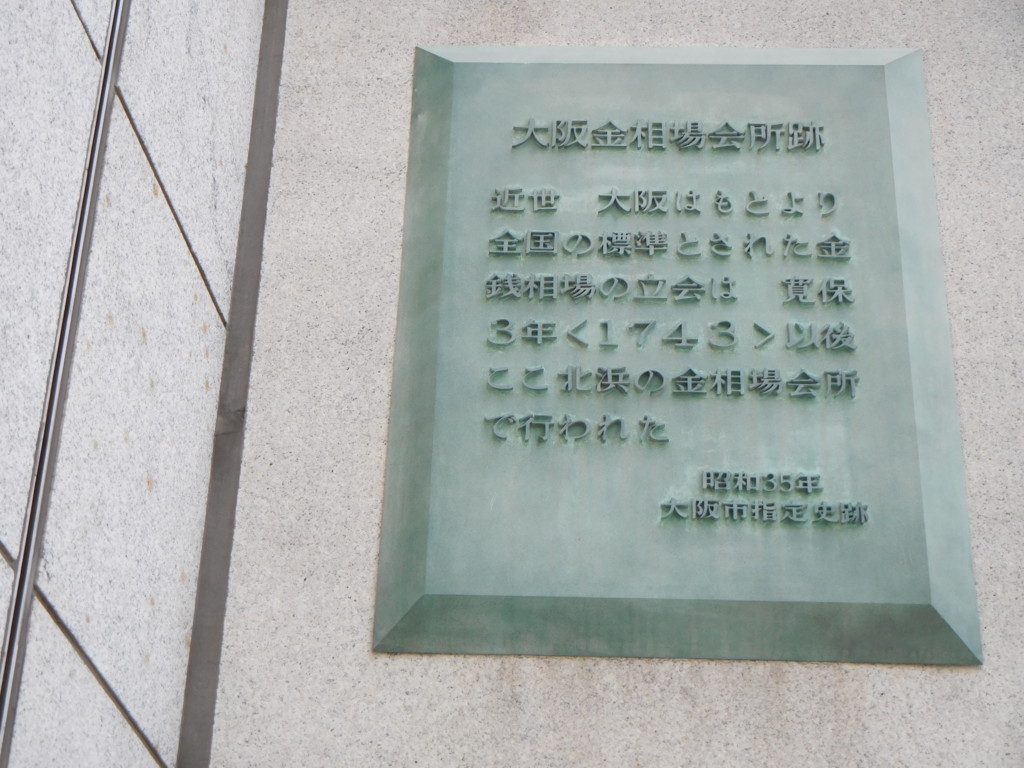 大阪金相場会所跡
近世　大阪はもとより
全国の標準とされた金
銭相場の立会は　寛保
3年<1743>以後
ここ北浜の金相場会所
で行われた
昭和35年
大阪市指定史跡